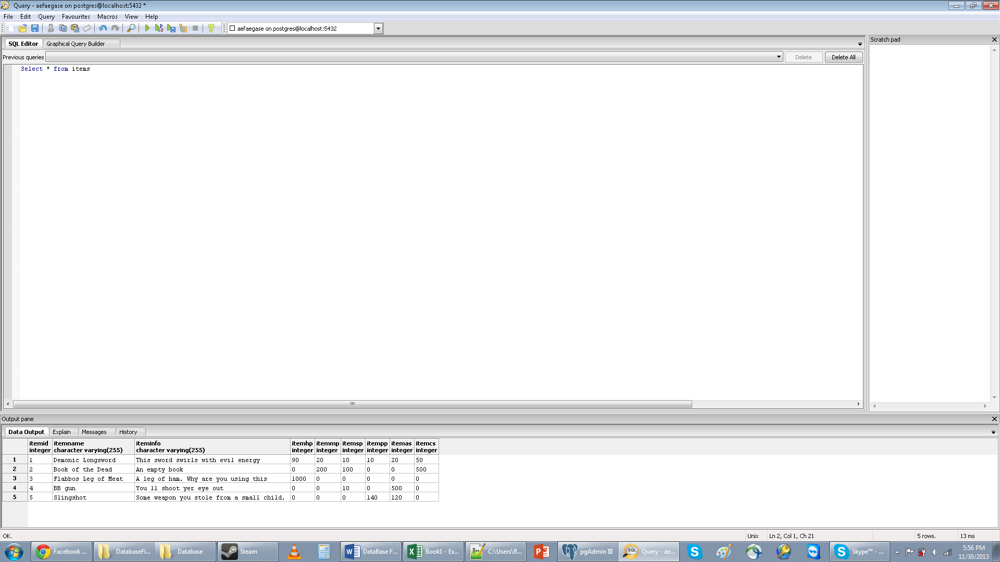 Query - aefaegase on postgres@localhost:5432 *
File Edit Query Favourites Macros View Help
aefaegase on postgres@localhost:5432
SQL Editor Graphical Query Builder
Scratch pad
Previous queries Delete Delete All
Select * from items
Output pane
Data Output Explain Messages History
itemid itemname iteminfo itemhp itemmp itemsp itempp itemas itemcs
integer character varying(255) character varying(255) integer integer integer integer integer integer
1 1 Demonic Longsword This sword swirls with evil energy 90 20 10 10 20 50
2 2 Book of the Dead An empty book 0 200 100 0 0 500
3 3 Flabbos Leg of Meat A leg of ham. Why are you using this 1000 0 0 0 0 0
4 4 BB gun You ll shoot yer eye out 0 0 10 0 500 0
5 5 Slingshot Some weapon you stole from a small child. 0 0 0 140 120 0
OK. Unix Ln 2, Col 1, Ch 21 5 rows. 13 ms
Facebook ... DatabaseFi... Database Steam DataBase F... Book1 - Ex... C:\Users\R... pgAdmin III Query - ae... Skype™ - ... 5:56 PM
11/30/2013